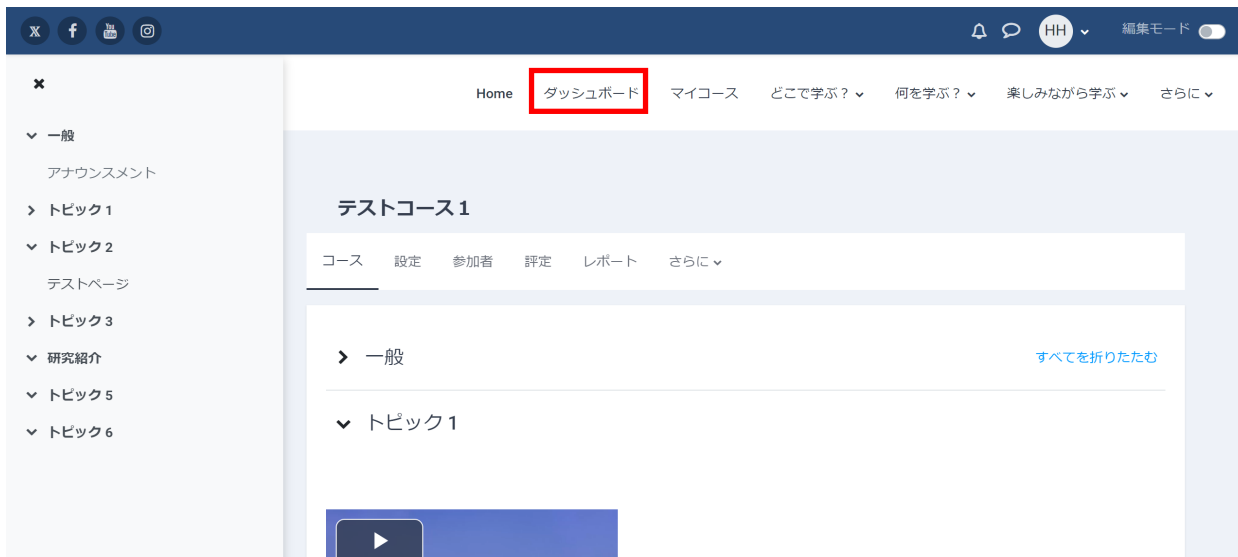 X f You Tube HH 編集モード
Home ダッシュボード マイコース どこで学ぶ？ 何を学ぶ？ 楽しみながら学ぶ さらに
一般
アナウンスメント
トピック 1
トピック 2
テストページ
トピック 3
研究紹介
トピック 5
トピック 6
テストコース 1
コース 設定 参加者 評定 レポート さらに
一般 すべてを折りたたむ
トピック 1